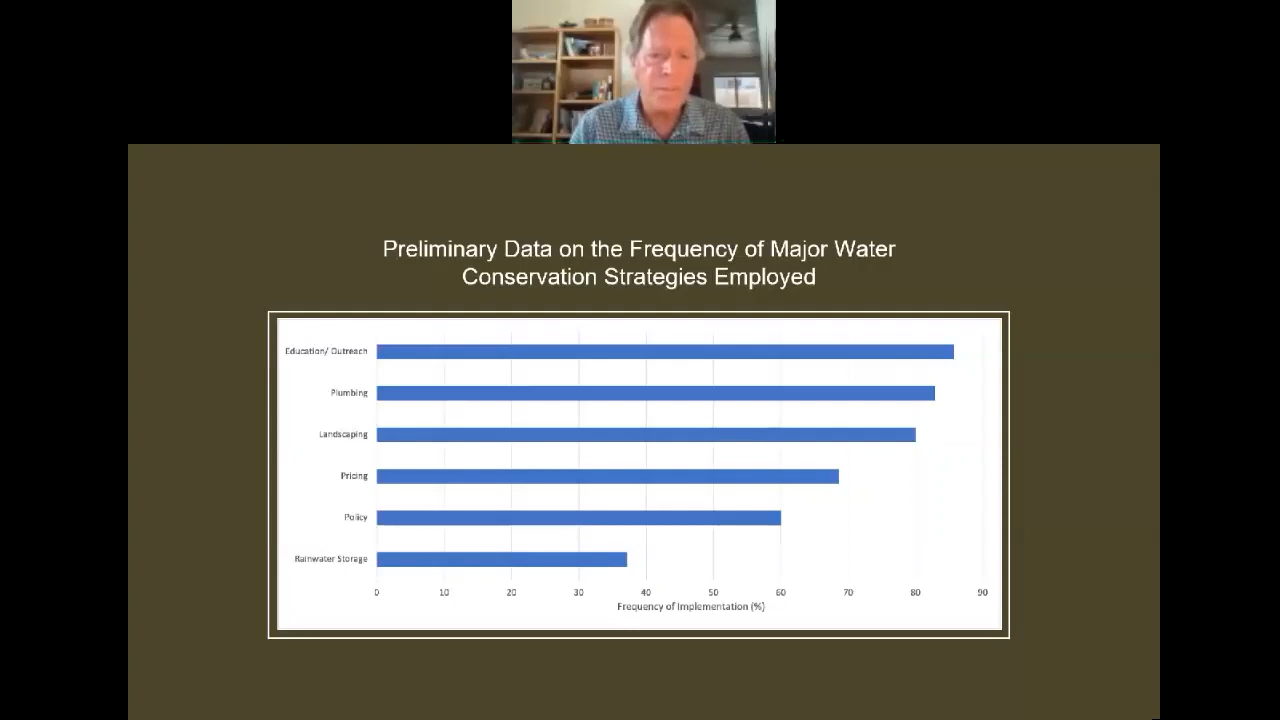 Preliminary Data on the Frequency of Major Water
Conservation Strategies Employed
Education/ Outreach
Plumbing
Landscaping
Pricing
Policy
Rainwater Storage
0 10 20 30 40 50 60 70 80 90
Frequency of Implementation (%)